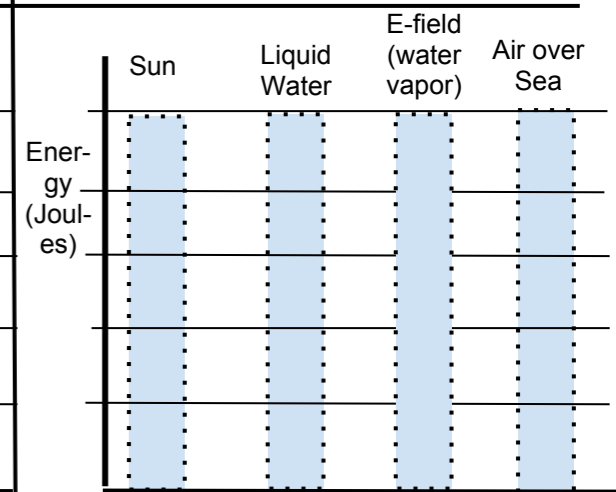 Sun
Liquid
Water
E-field
(water
vapor)
Air over
Sea
Ener-
gy
(Joul-
es)